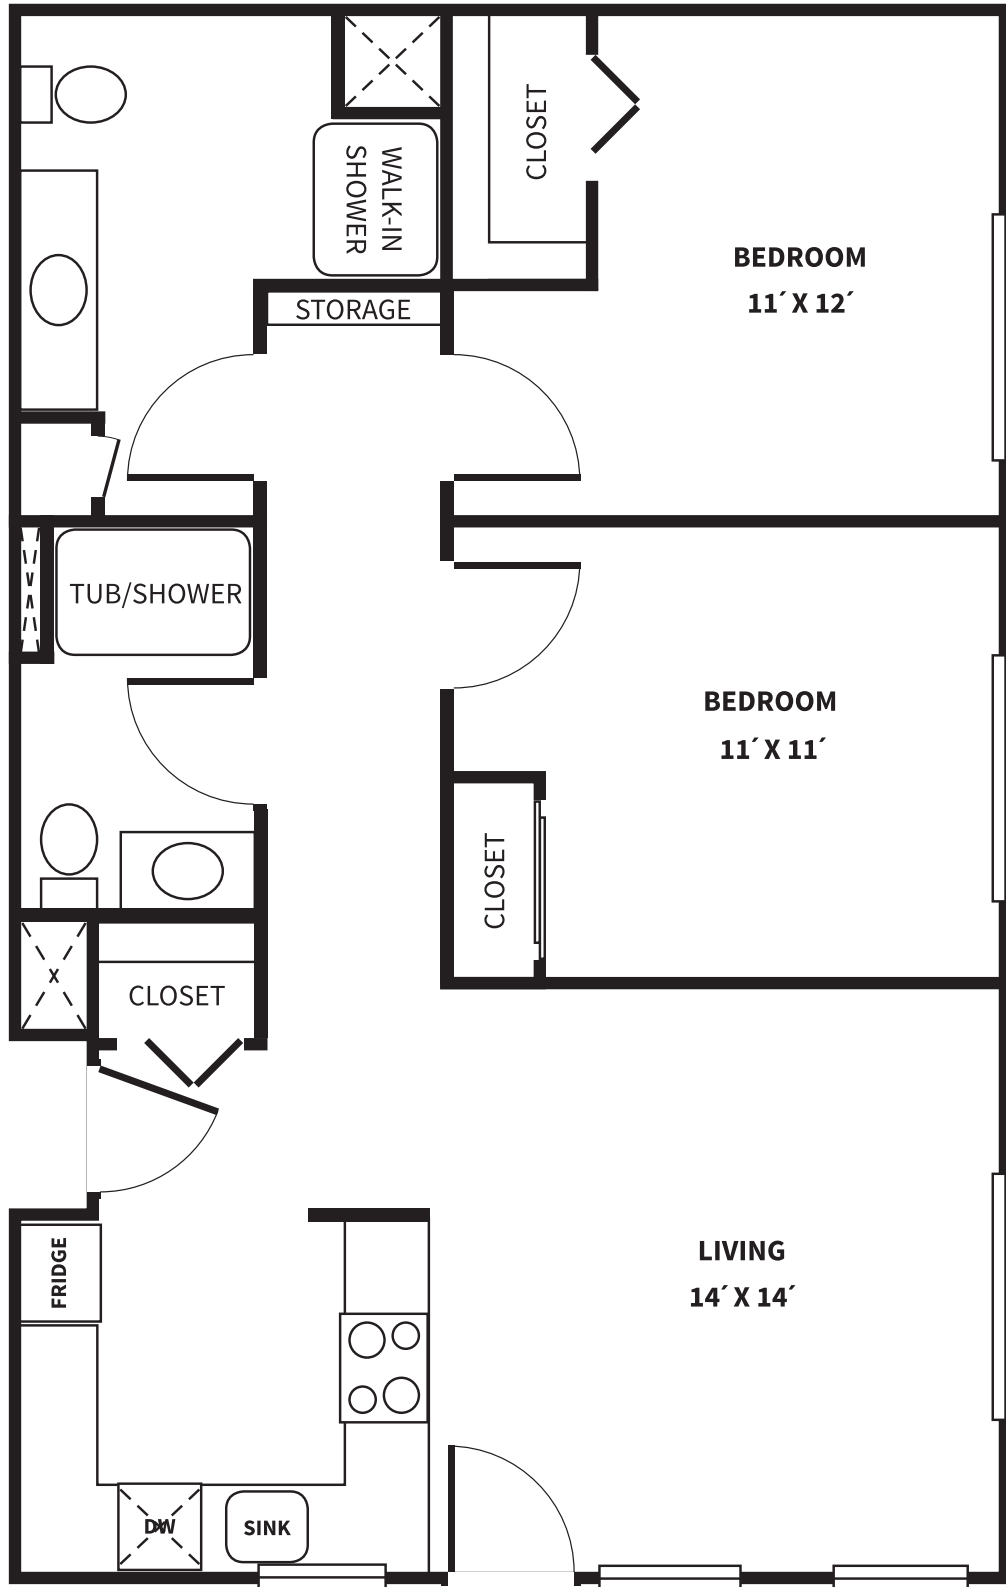 CLOSET
WALK-IN
SHOWER
BEDROOM
11´ X 12´
STORAGE
TUB/SHOWER
BEDROOM
11´ X 11´
CLOSET
CLOSET
FRIDGE
LIVING
14´ X 14´
DW
SINK